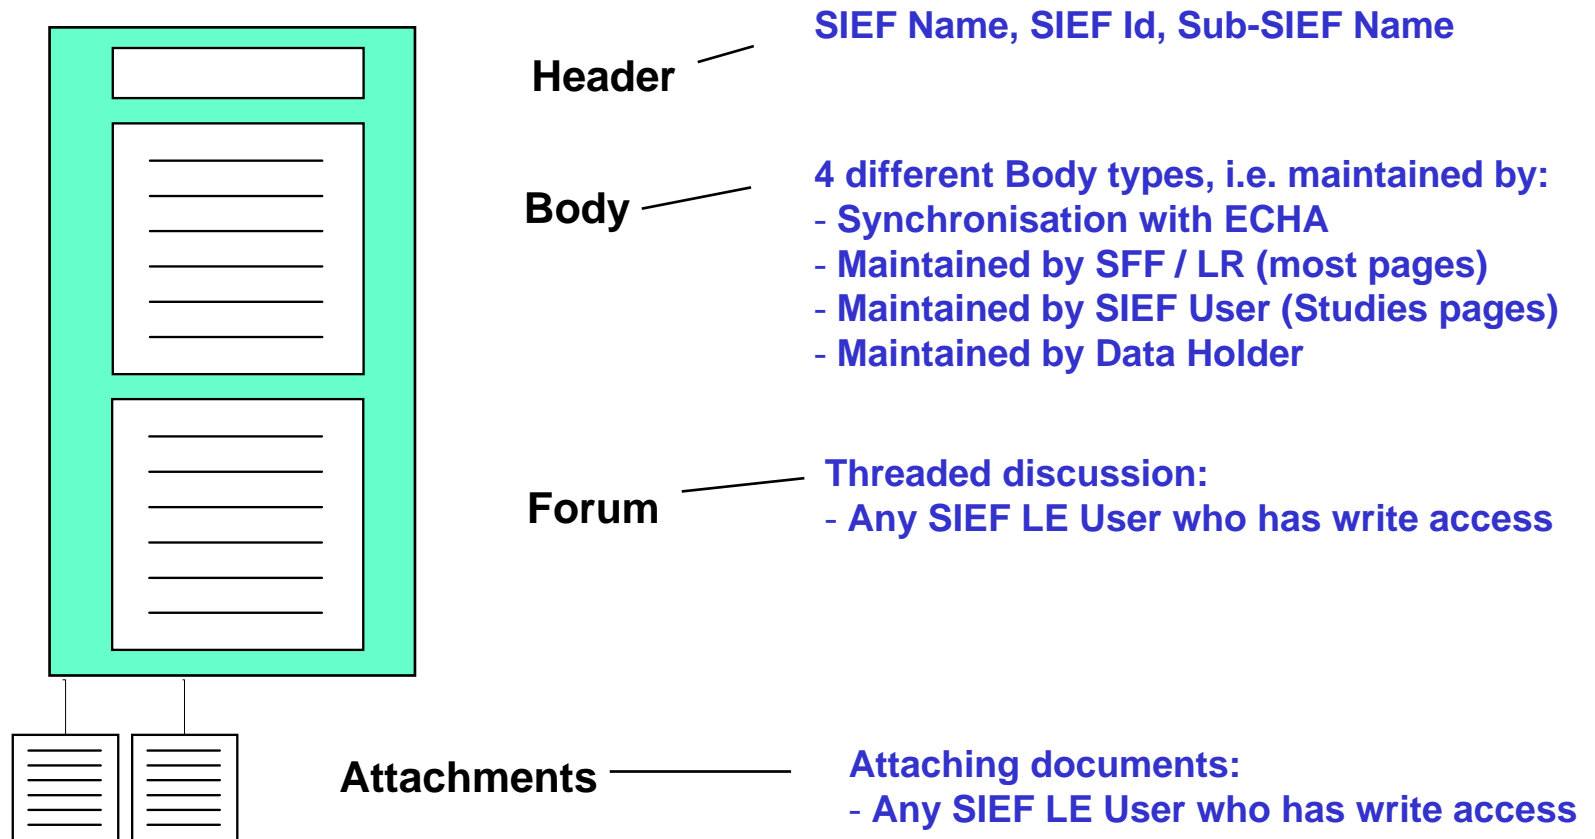 SIEF Name, SIEF Id, Sub-SIEF Name
Header
4 different Body types, i.e. maintained by:
- Synchronisation with ECHA
Body
- Maintained by SFF / LR (most pages)
- Maintained by SIEF User (Studies pages)
- Maintained by Data Holder
Threaded discussion:
Forum
- Any SIEF LE User who has write access
Attachments
Attaching documents:
- Any SIEF LE User who has write access